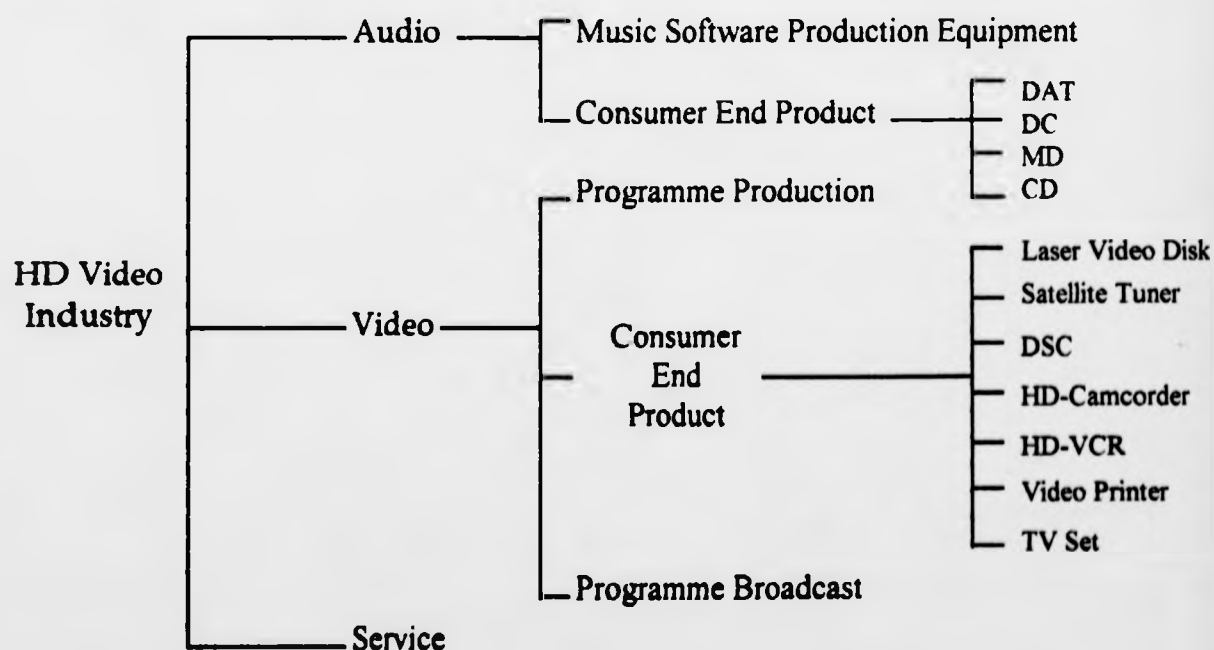 Audio
Music Software Production Equipment
Consumer End Product
DAT
DC
MD
CD
HD Video
Industry
Video
Programme Production
Consumer
End
Product
Laser Video Disk
Satellite Tuner
DSC
HD-Camcorder
HD-VCR
Video Printer
TV Set
Programme Broadcast
Service